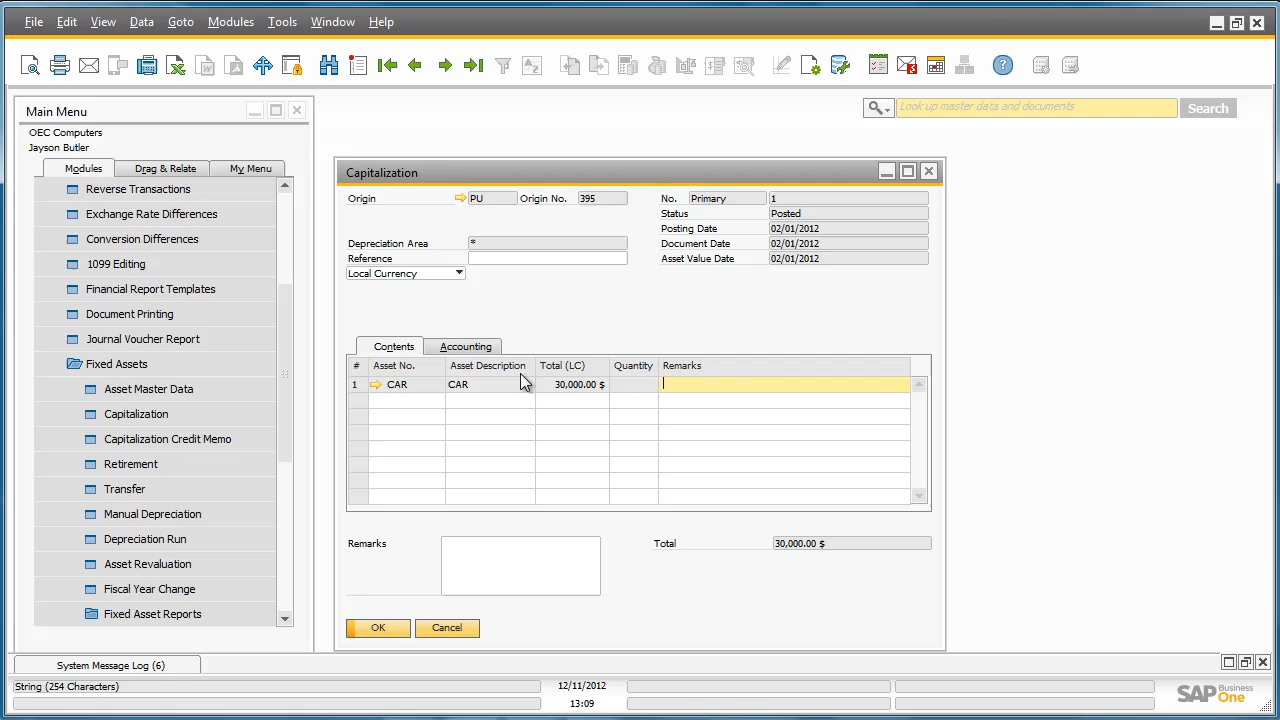 File Edit View Data Goto Modules Tools Window Help
Look up master data and documents Search
Main Menu
OEC Computers
Jayson Butler
Modules Drag & Relate My Menu
Reverse Transactions
Exchange Rate Differences
Conversion Differences
1099 Editing
Financial Report Templates
Document Printing
Journal Voucher Report
Fixed Assets
Asset Master Data
Capitalization
Capitalization Credit Memo
Retirement
Transfer
Manual Depreciation
Depreciation Run
Asset Revaluation
Fiscal Year Change
Fixed Asset Reports
Capitalization
Origin PU Origin No. 395 No. Primary 1
Status Posted
Posting Date 02/01/2012
Depreciation Area * Document Date 02/01/2012
Reference Asset Value Date 02/01/2012
Local Currency
Contents Accounting
# Asset No. Asset Description Total (LC) Quantity Remarks
1 CAR CAR 30,000.00 $
Remarks Total 30,000.00 $
OK Cancel
System Message Log (6)
String (254 Characters) 12/11/2012
13:09
SAP Business One